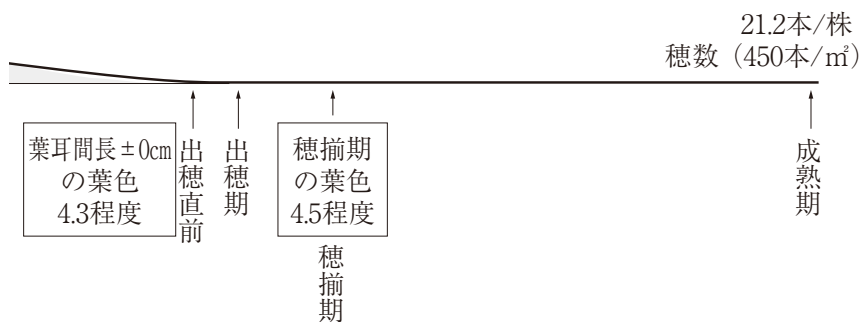 21.2本/株
穂数（450本/㎡）
葉耳間長±0cm
の葉色
4.3程度
出穂直前
出穂期
穂揃期
の葉色
4.5程度
穂揃期
成熟期